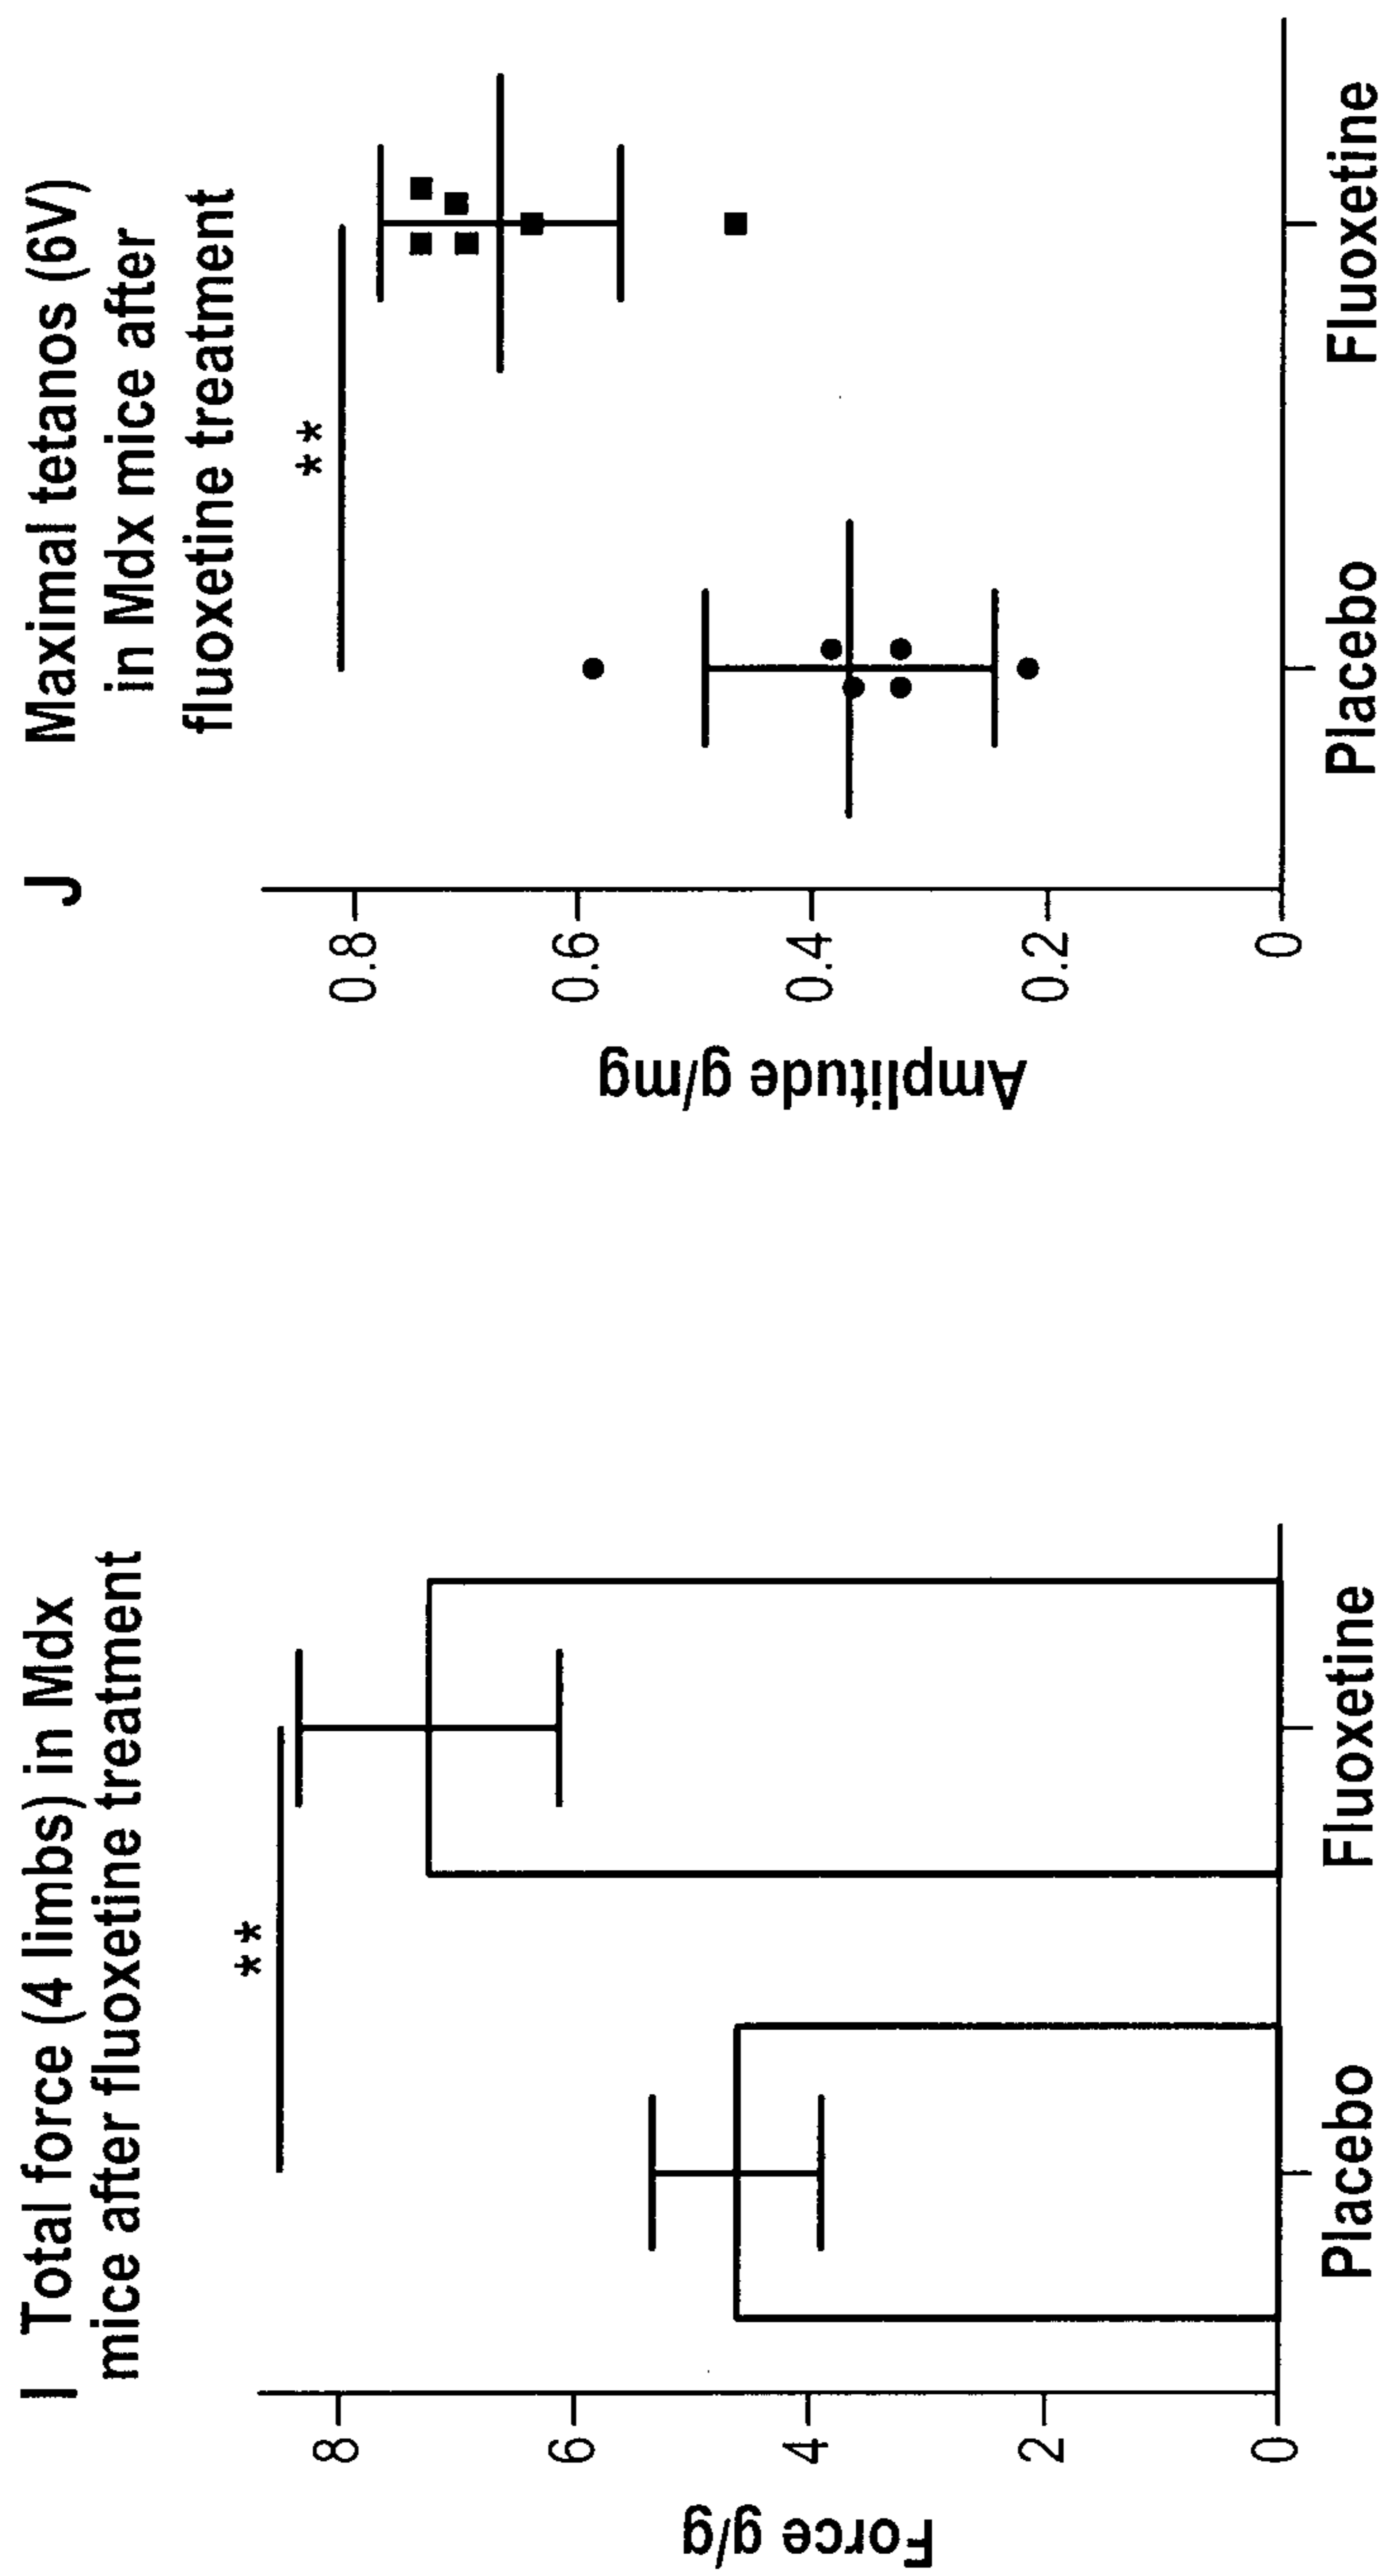 I Total force (4 limbs) in Mdx
mice after fluoxetine treatment
**
Force g/g
8
6
4
2
0
Placebo
Fluoxetine
J Maximal tetanos (6V)
in Mdx mice after
fluoxetine treatment
**
Amplitude g/mg
0.8
0.6
0.4
0.2
0
Placebo
Fluoxetine